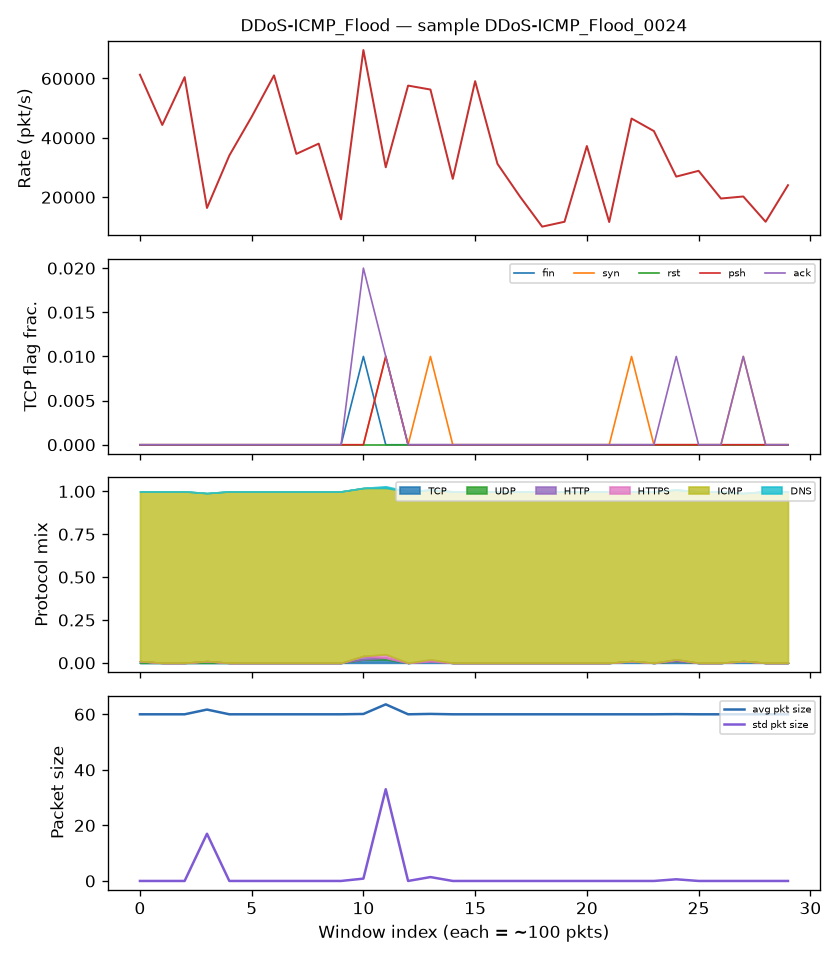 DDoS-ICMP_Flood — sample DDoS-ICMP_Flood_0024
Rate (pkt/s)
60000
40000
20000
TCP flag frac.
0.020
0.015
0.010
0.005
0.000
fin syn rst psh ack
Protocol mix
1.00
0.75
0.50
0.25
0.00
TCP UDP HTTP HTTPS ICMP DNS
Packet size
60
40
20
0
avg pkt size
std pkt size
0 5 10 15 20 25 30
Window index (each = ~100 pkts)